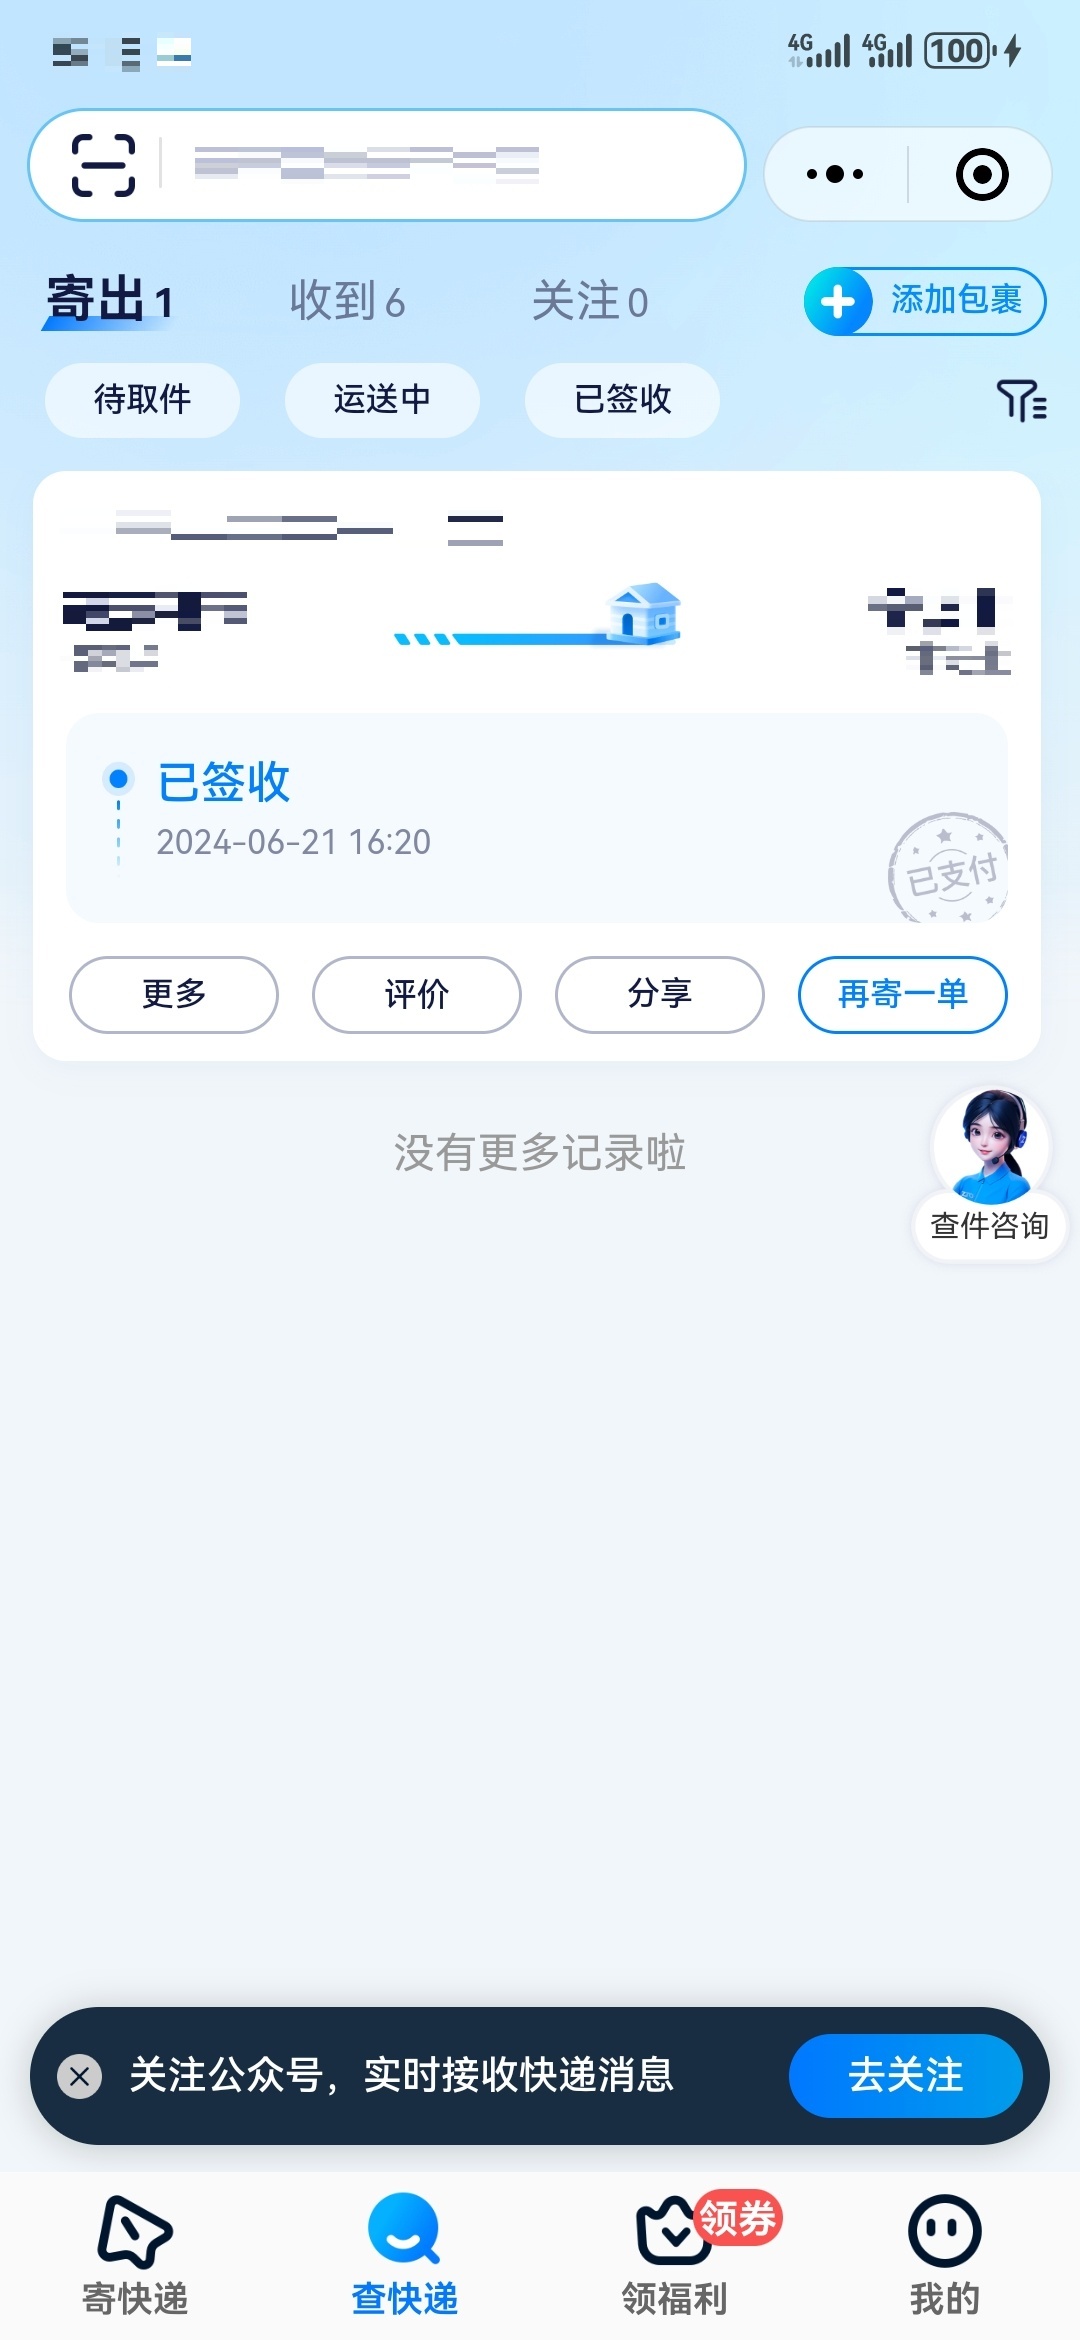 4G 4G 100
寄出 1 收到 6 关注 0 添加包裹
待取件 运送中 已签收
已签收
2024-06-21 16:20
已支付
更多 评价 分享 再寄一单
没有更多记录啦
查件咨询
关注公众号，实时接收快递消息 去关注
领券
寄快递 查快递 领福利 我的